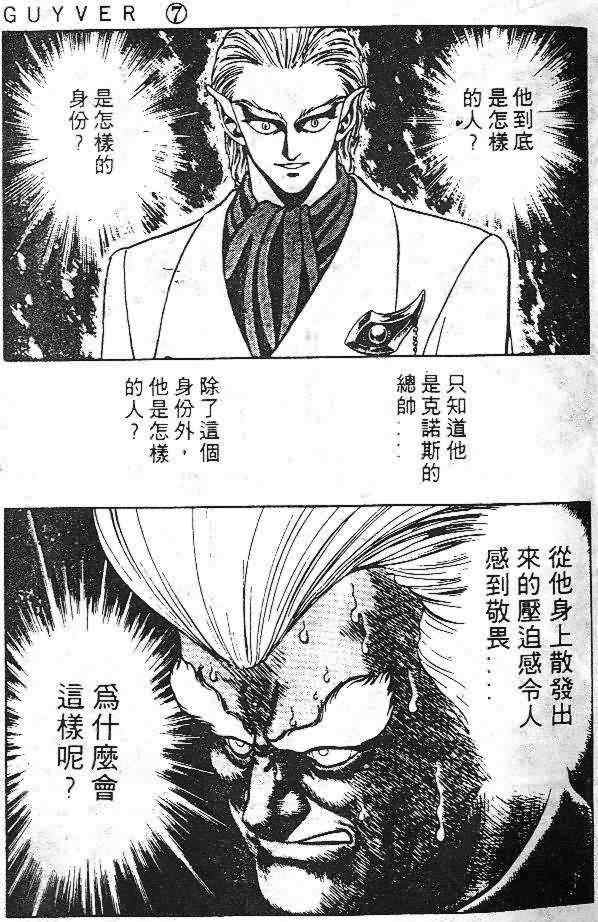 GUYVER ⑦
他到底
是怎樣
的人？
是怎樣的
身份？
只知道他
是克諾斯的
總帥‥‥
除了這個
身份外，
他是怎樣
的人？
從他身上散發出
來的壓迫感令人
感到敬畏‥‥
爲什麼會
這樣呢？